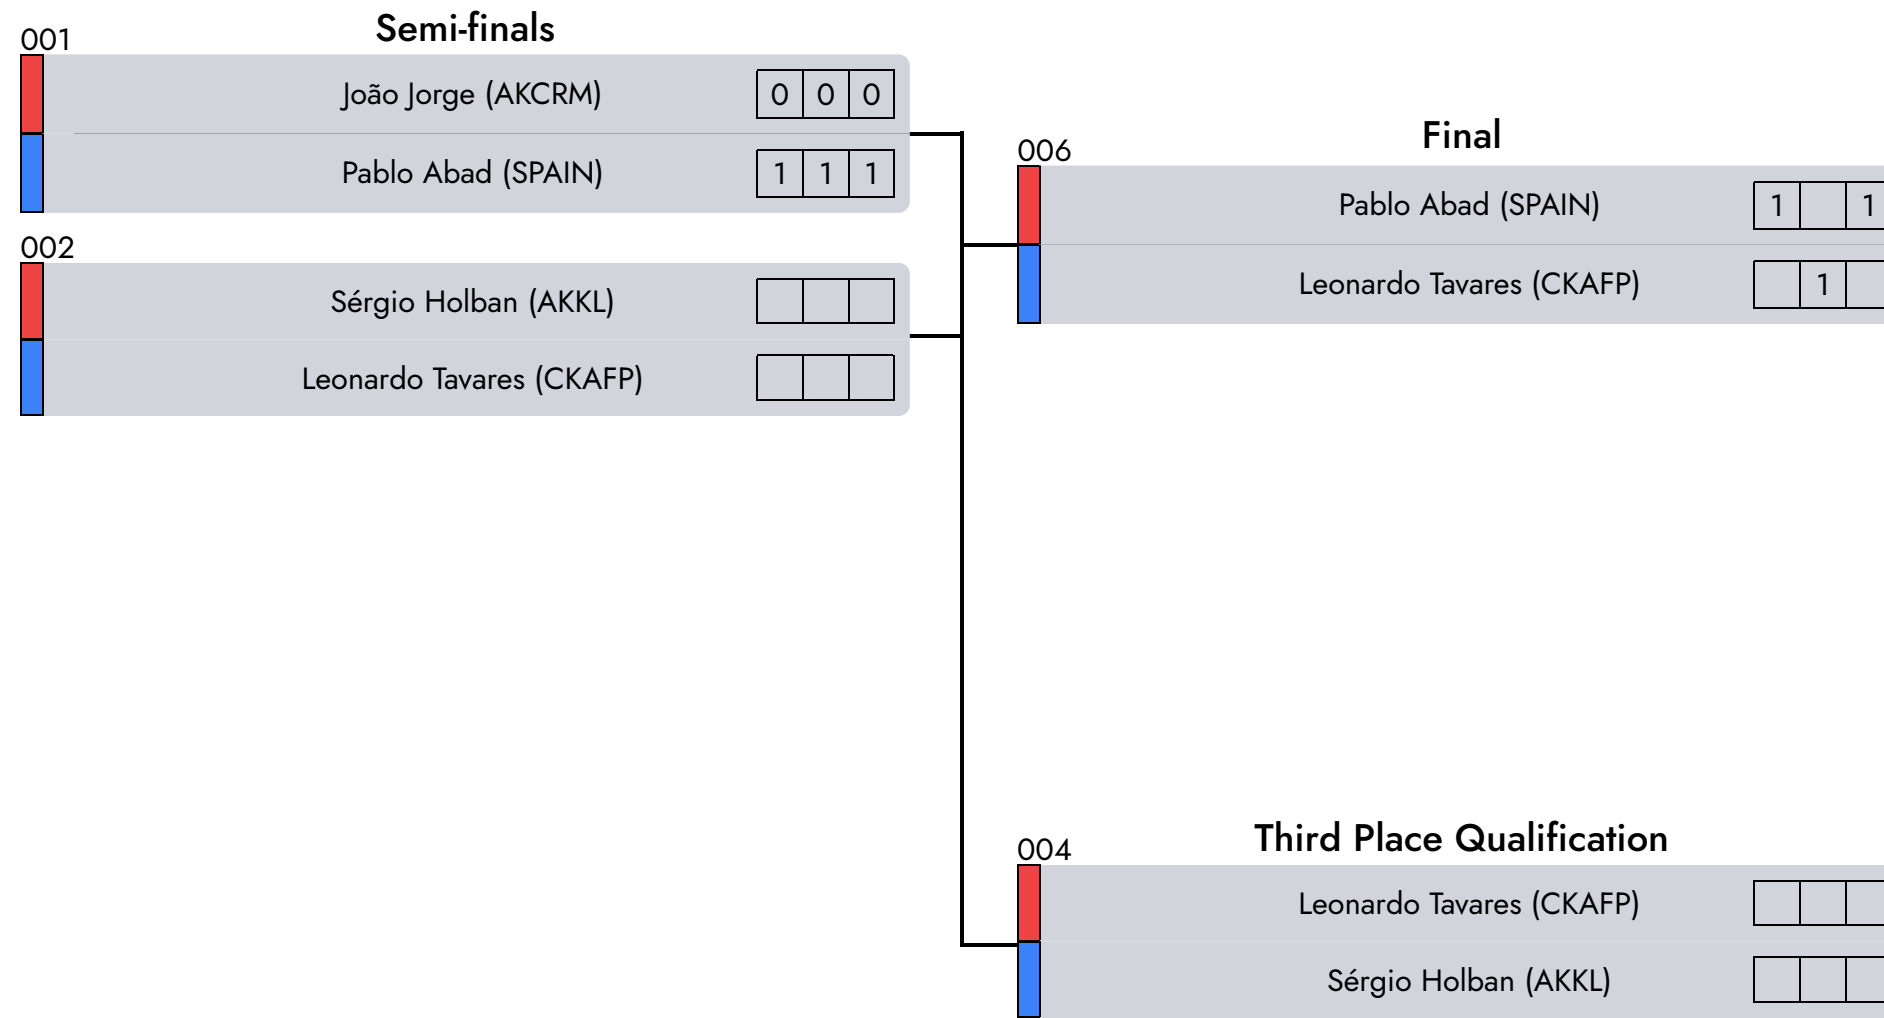 Semi-finals
001
João Jorge (AKCRM) 0 0 0
Pablo Abad (SPAIN) 1 1 1
002
Sérgio Holban (AKKL)
Leonardo Tavares (CKAFP)
Final
006
Pablo Abad (SPAIN) 1 1
Leonardo Tavares (CKAFP) 1
Third Place Qualification
004
Leonardo Tavares (CKAFP)
Sérgio Holban (AKKL)